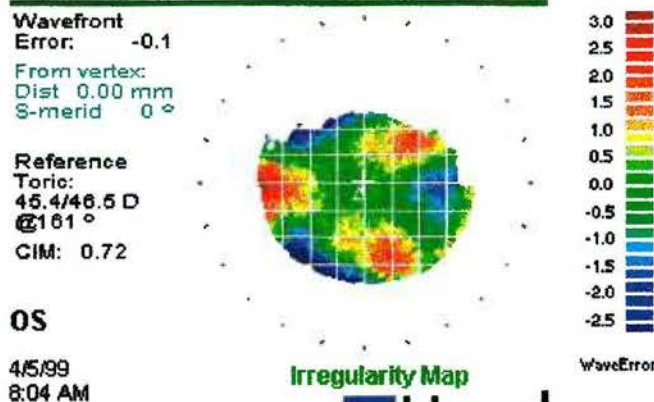 Wavefront
Error: -0.1
From vertex:
Dist 0.00 mm
S-merid 0 º
Reference
Toric:
45.4/46.5 D
@161 º
CIM: 0.72
OS
4/5/99
8:04 AM
Irregularity Map
3.0
2.5
2.0
1.5
1.0
0.5
0.0
-0.5
-1.0
-1.5
-2.0
-2.5
WaveError